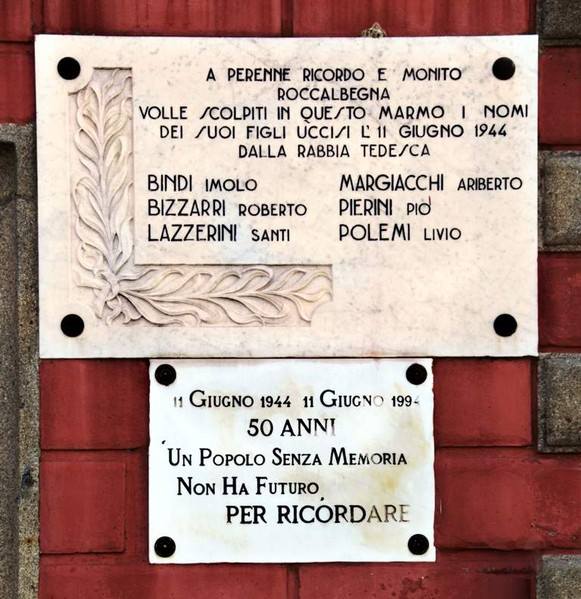 A PERENNE RICORDO E MONITO
ROCCALBEGNA
VOLLE SCOLPITI IN QUESTO MARMO I NOMI
DEI SUOI FIGLI UCCISI L'11 GIUGNO 1944
DALLA RABBIA TEDESCA
BINDI IMOLO
BIZZARRI ROBERTO
LAZZERINI SANTI
MARGIACCHI ARIBERTO
PIERINI PIO
POLEMI LIVIO
11 GIUGNO 1944 11 GIUGNO 1994
50 ANNI
UN POPOLO SENZA MEMORIA
NON HA FUTURO
PER RICORDARE